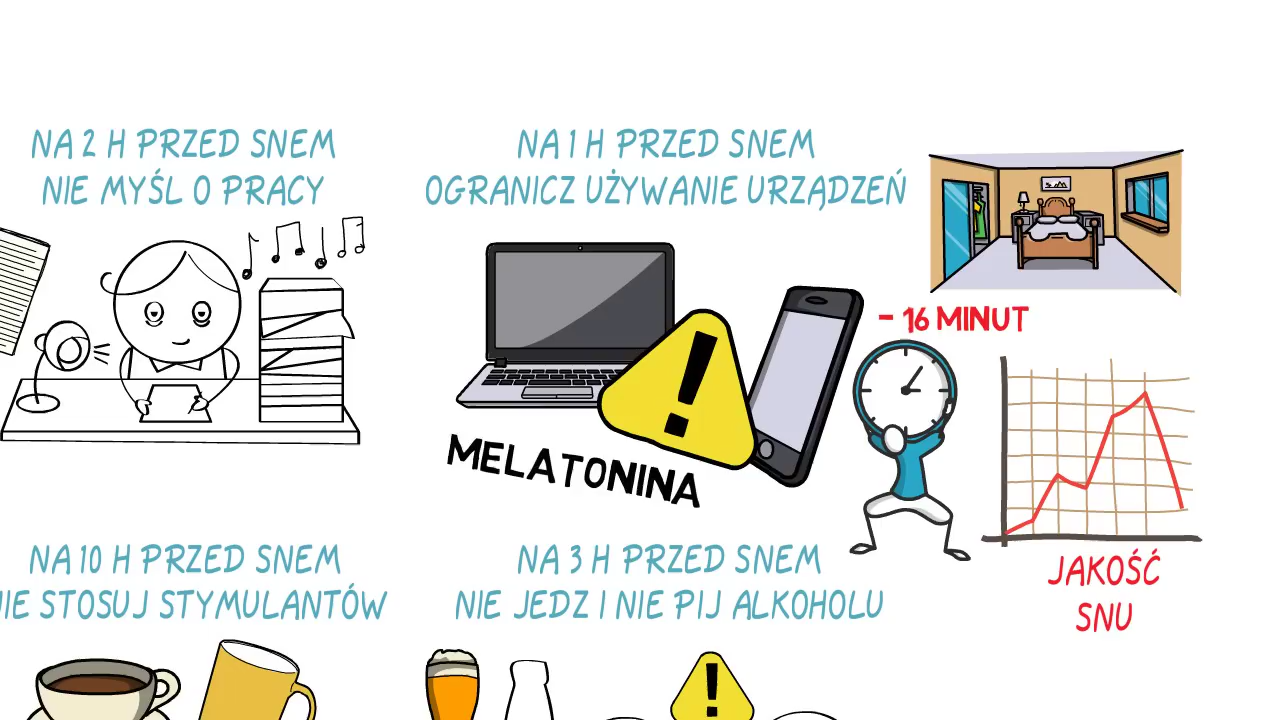 NA 2 H PRZED SNEM
NIE MYŚL O PRACY
NA 1 H PRZED SNEM
OGRANICZ UŻYWANIE URZĄDZEŃ
- 16 MINUT
MELATONINA
JAKOŚĆ
SNU
NA 10 H PRZED SNEM
NIE STOSUJ STYMULANTÓW
NA 3 H PRZED SNEM
NIE JEDZ I NIE PIJ ALKOHOLU